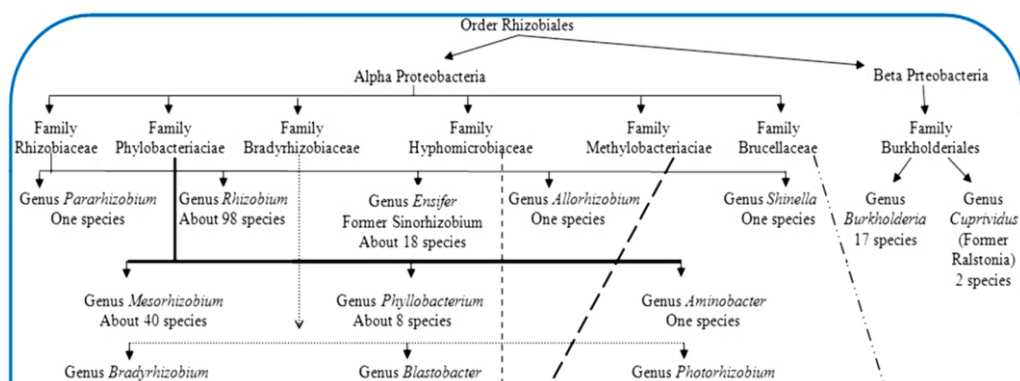 Order Rhizobiales
Alpha Proteobacteria
Beta Prteobacteria
Family
Rhizobiaceae
Family
Phylobacteriaciae
Family
Bradyrhizobiaceae
Family
Hyphomicrobiaceae
Family
Methylobacteriaciae
Family
Brucellaceae
Family
Burkholderiales
Genus Pararhizobium
One species
Genus Rhizobium
About 98 species
Genus Ensifer
Former Sinorhizobium
About 18 species
Genus Allorhizobium
One species
Genus Shinella
One species
Genus
Burkholderia
17 species
Genus
Cuprividus
(Former
Ralstonia)
2 species
Genus Mesorhizobium
About 40 species
Genus Phyllobacterium
About 8 species
Genus Aminobacter
One species
Genus Bradyrhizobium
Genus Blastobacter
Genus Photorhizobium